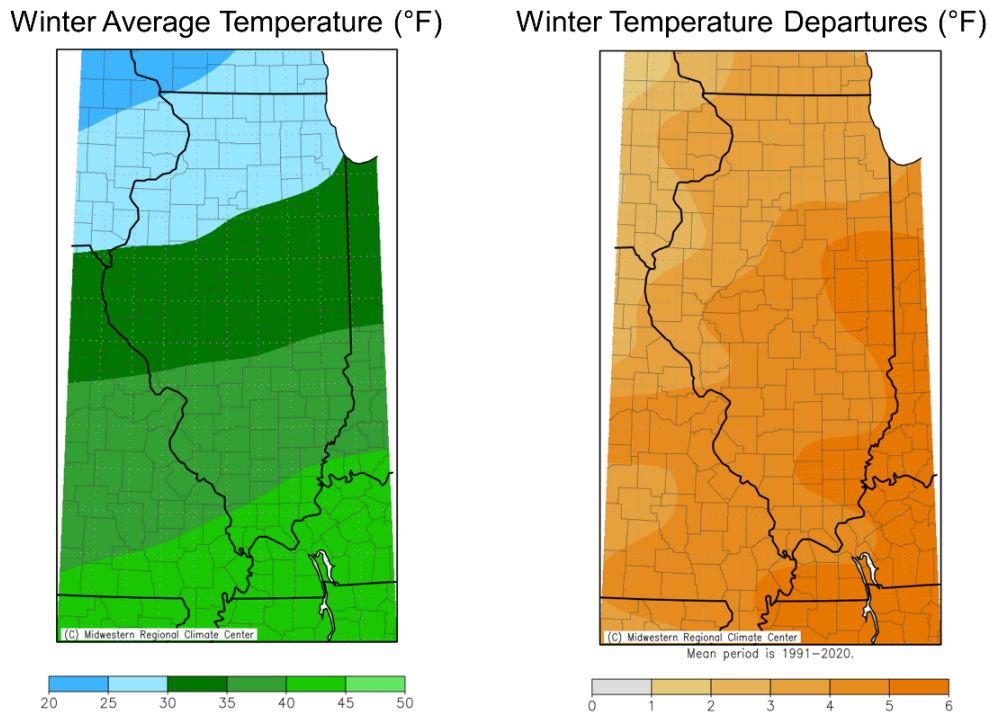 Winter Average Temperature (°F)
Winter Temperature Departures (°F)
(C) Midwestern Regional Climate Center
(C) Midwestern Regional Climate Center
Mean period is 1991-2020.
20 25 30 35 40 45 50
0 1 2 3 4 5 6